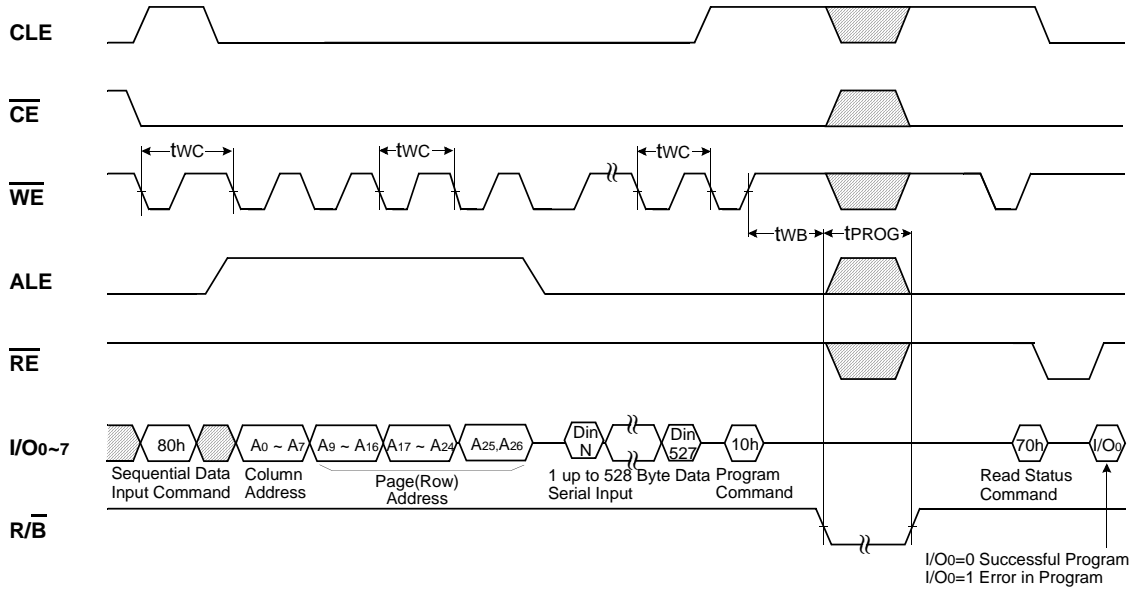 CLE
CE
tWC tWC tWC
WE
tWB tPROG
ALE
RE
I/O0~7
80h A0 ~ A7 A9 ~ A16 A17 ~ A24 A25,A26 Din N Din 527 10h 70h I/O0
Sequential Data Input Command
Column Address
Page(Row) Address
1 up to 528 Byte Data Serial Input
Program Command
Read Status Command
R/B
I/O0=0 Successful Program
I/O0=1 Error in Program